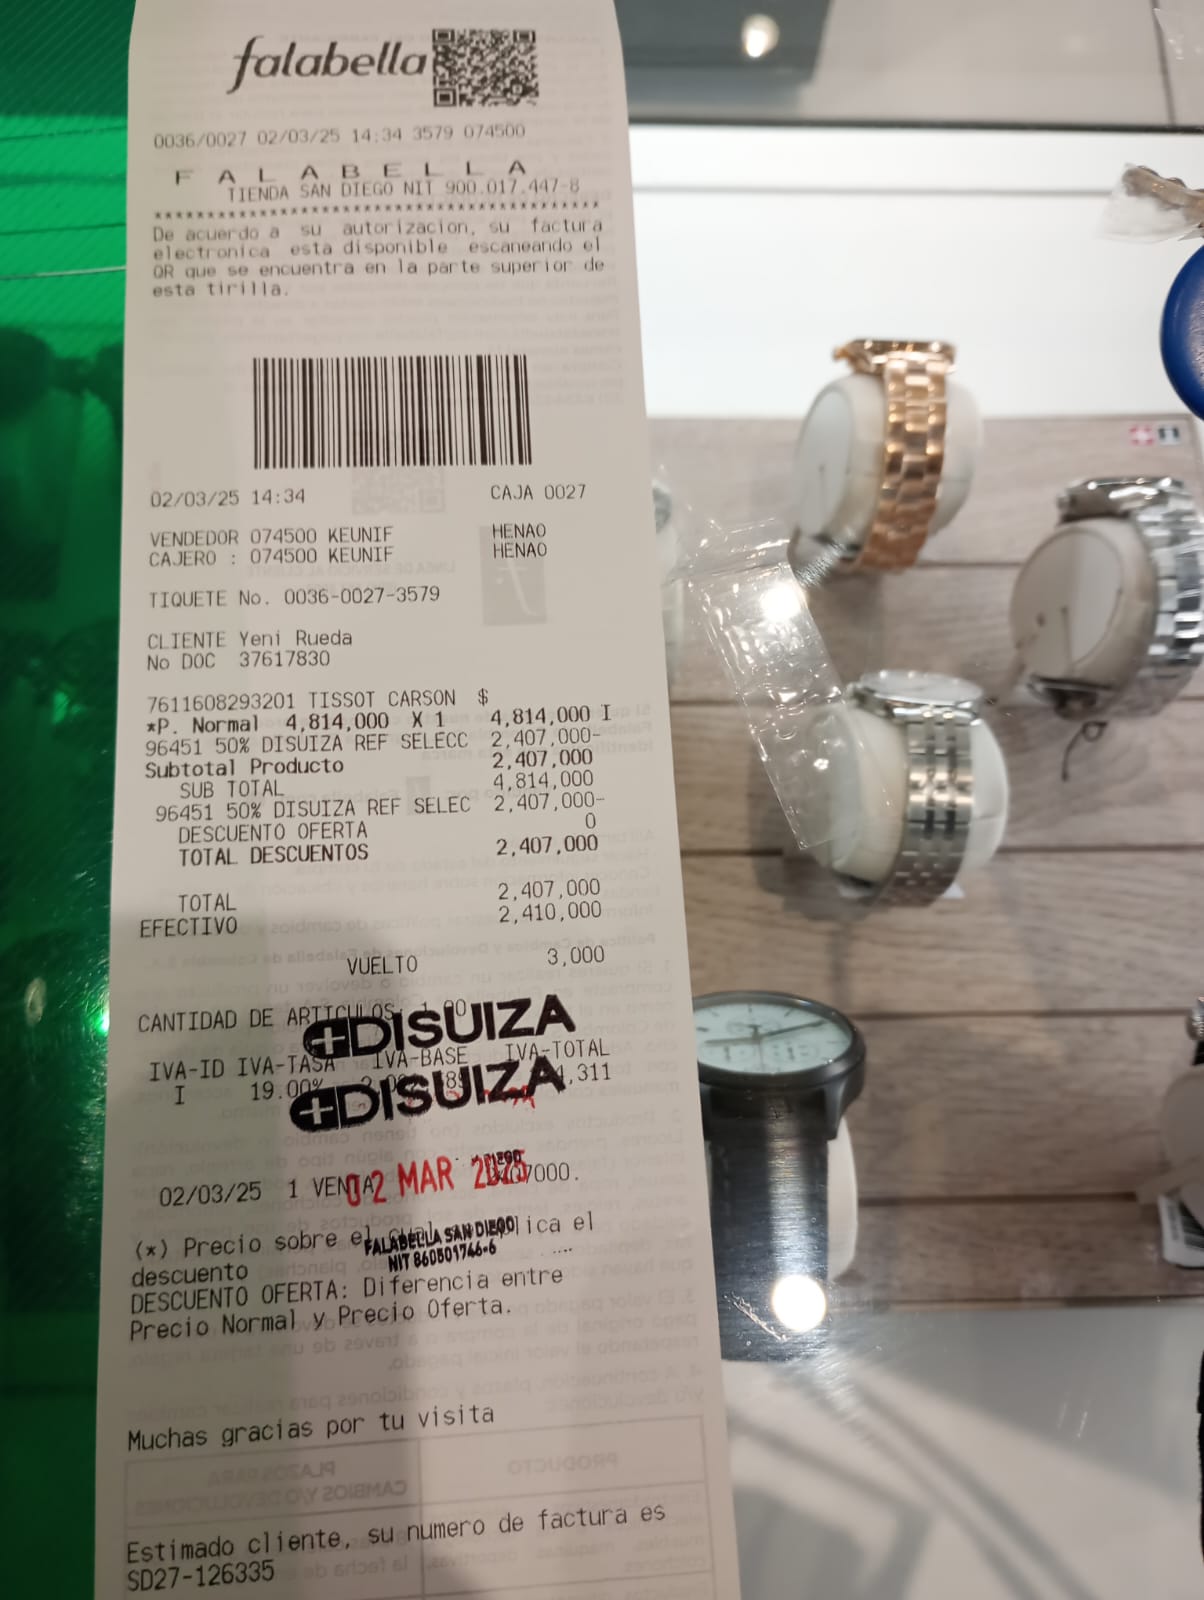 falabella
0036/0027 02/03/25 14:34 3579 074500
F A L A B E L L A
TIENDA SAN DIEGO NIT 900.017.447-8
****************************************
De acuerdo a su autorizacion, su factura
electronica esta disponible escaneando el
QR que se encuentra en la parte superior de
esta tirilla.
02/03/25 14:34 CAJA 0027
VENDEDOR 074500 KEUNIF HENAO
CAJERO : 074500 KEUNIF HENAO
TIQUETE No. 0036-0027-3579
CLIENTE Yeni Rueda
No DOC 37617830
7611608293201 TISSOT CARSON $
*P. Normal 4,814,000 X 1 4,814,000 I
96451 50% DISUIZA REF SELECC 2,407,000-
Subtotal Producto 2,407,000
SUB TOTAL 4,814,000
96451 50% DISUIZA REF SELEC 2,407,000-
DESCUENTO OFERTA 0
TOTAL DESCUENTOS 2,407,000
TOTAL 2,407,000
EFECTIVO 2,410,000
VUELTO 3,000
CANTIDAD DE ARTICULOS: 1.00
DISUIZA
IVA-ID IVA-TASA IVA-BASE IVA-TOTAL
I 19.00%
DISUIZA
02/03/25 1 VENTA
02 MAR 2025
(*) Precio sobre el cual aplica el
descuento
FALABELLA SAN DIEGO
NIT 860501746-6
DESCUENTO OFERTA: Diferencia entre
Precio Normal y Precio Oferta.
Muchas gracias por tu visita
Estimado cliente, su numero de factura es
SD27-126335